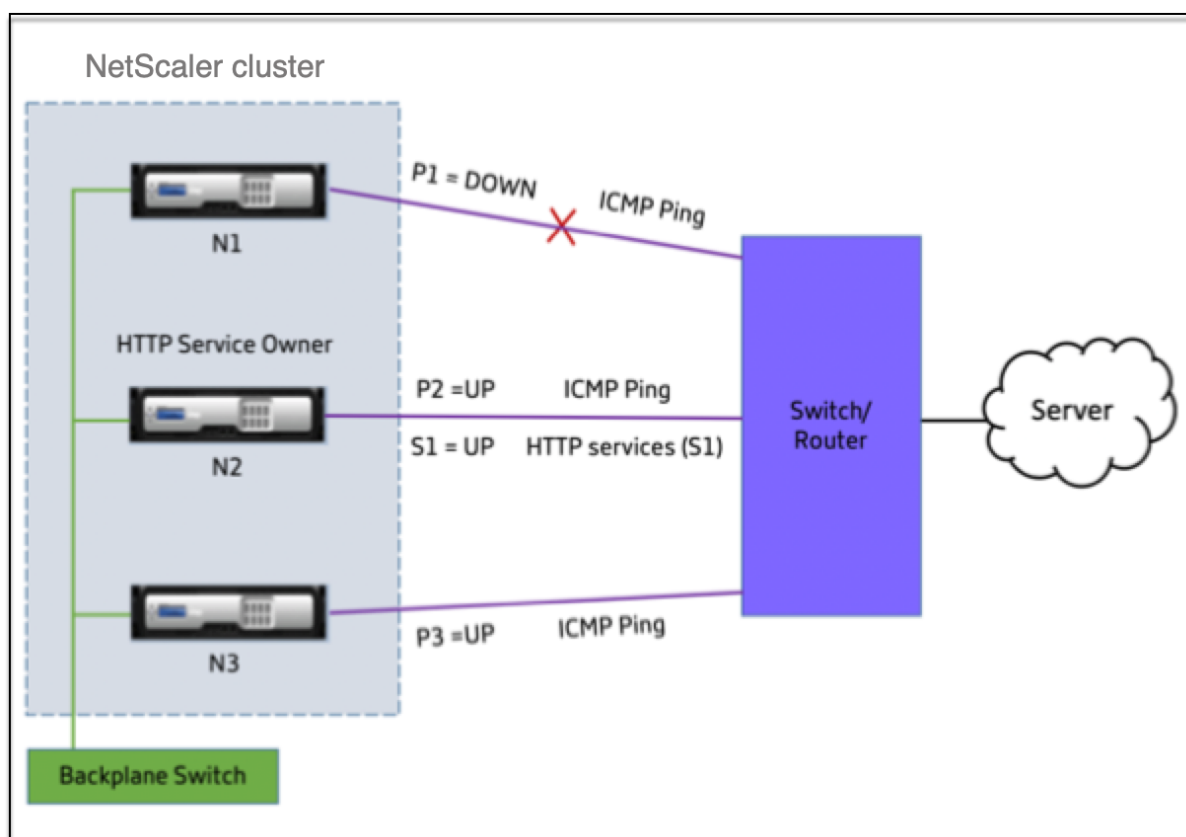 NetScaler cluster
P1 = DOWN
ICMP Ping
N1
HTTP Service Owner
P2 =UP
ICMP Ping
S1 = UP
HTTP services (S1)
N2
Switch/
Router
Server
P3 =UP
ICMP Ping
N3
Backplane Switch